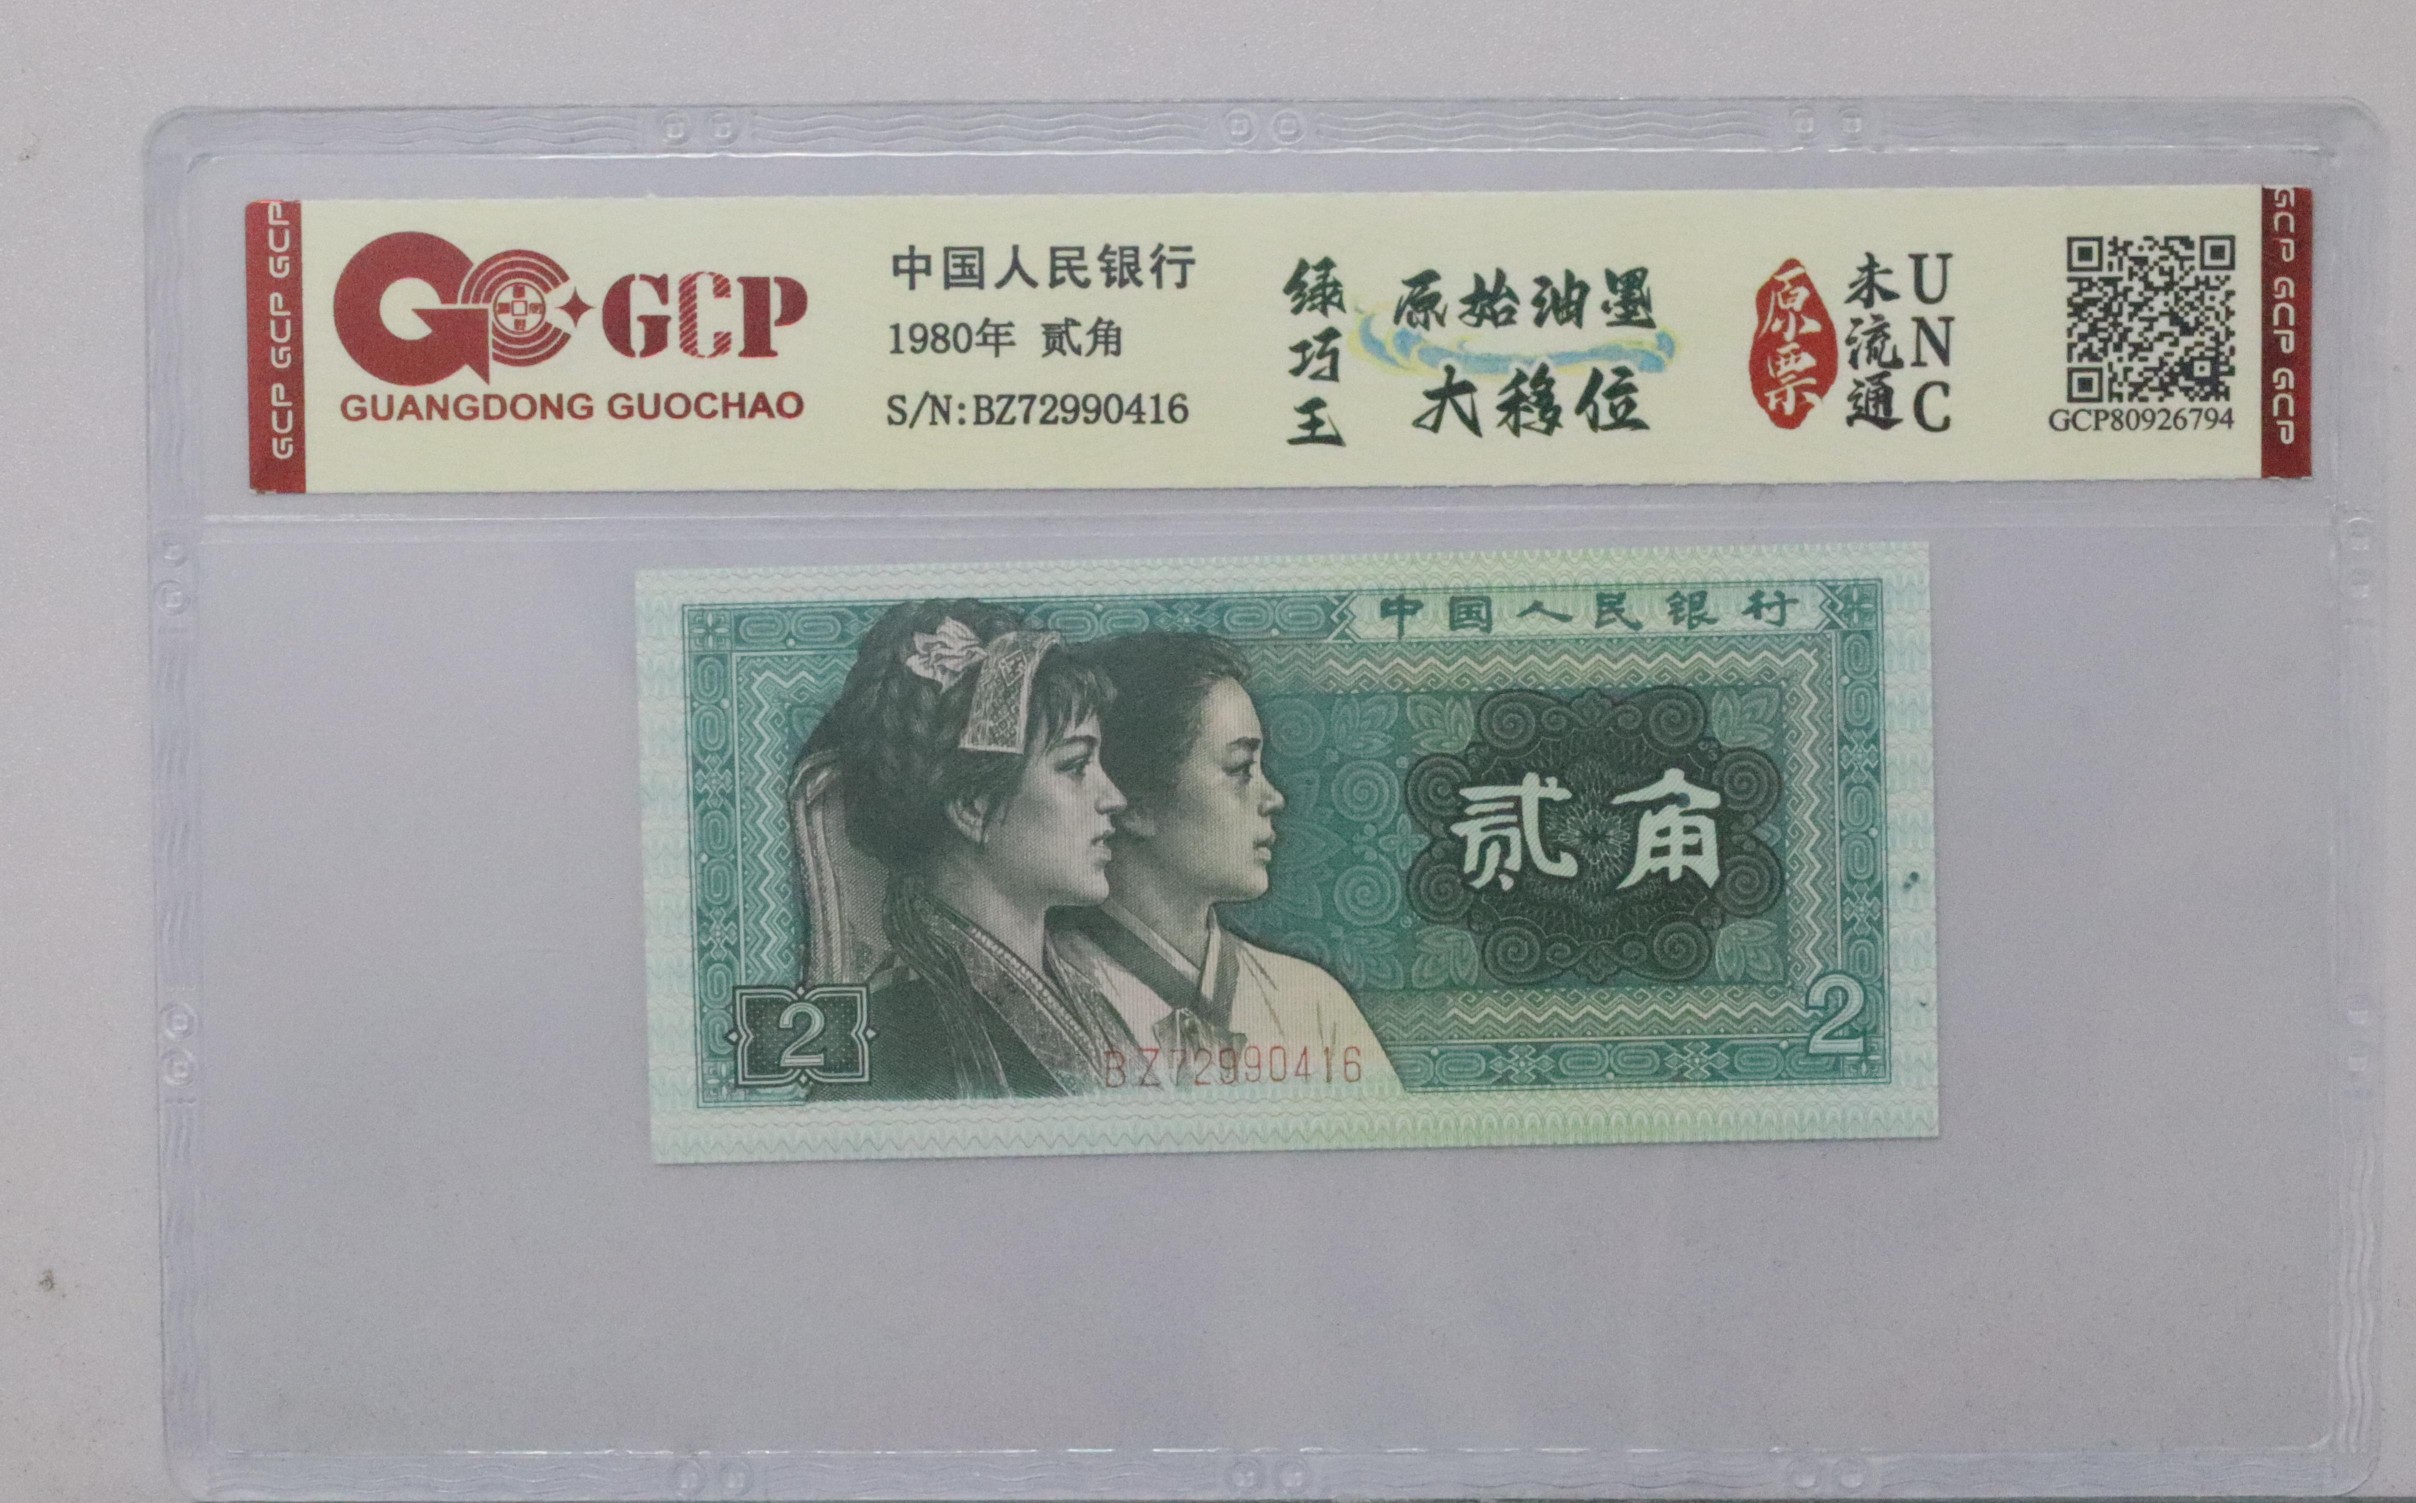 GCP GCP GCP
GCP
GUANGDONG GUOCHAO
中国人民银行
1980年 贰角
S/N:BZ72990416
绿巧王
原始油墨
大移位
原票
未流通
UNC
GCP80926794
GCP GCP GCP
中国人民银行
贰角
2
2
BZ72990416